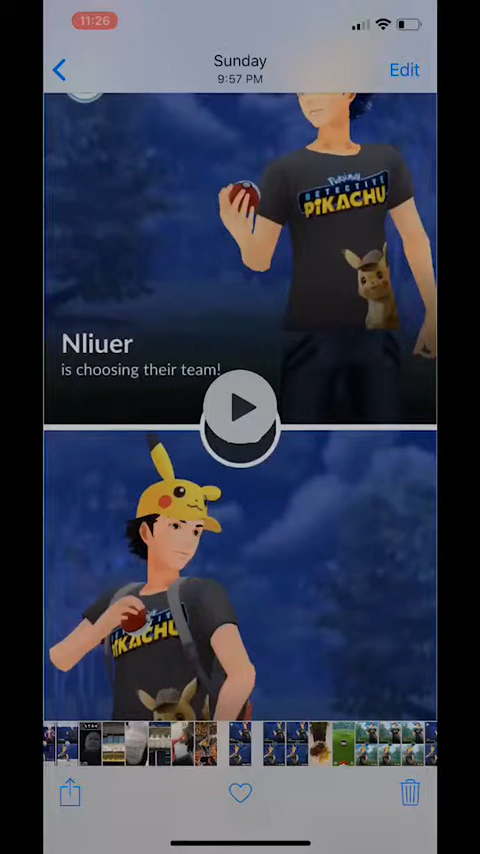 11:26
Sunday
9:57 PM
Edit
POKÉMON
DETECTIVE
PIKACHU
Nliuer
is choosing their team!
PIKACHU